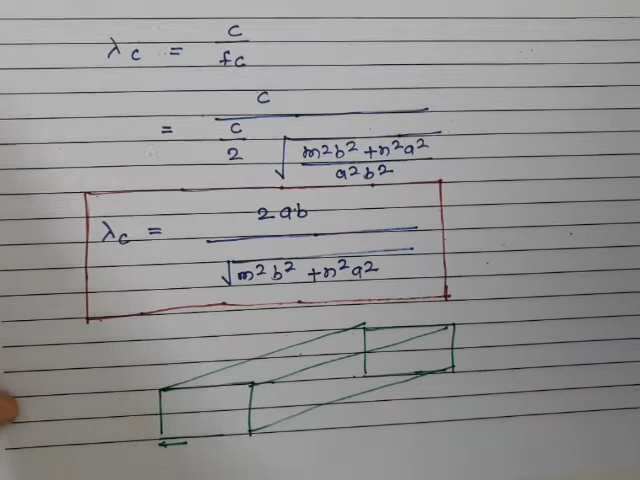 λc = c / fc
= c / (c/2 √((m²b² + n²a²) / a²b²))
λc = 2ab / √(m²b² + n²a²)